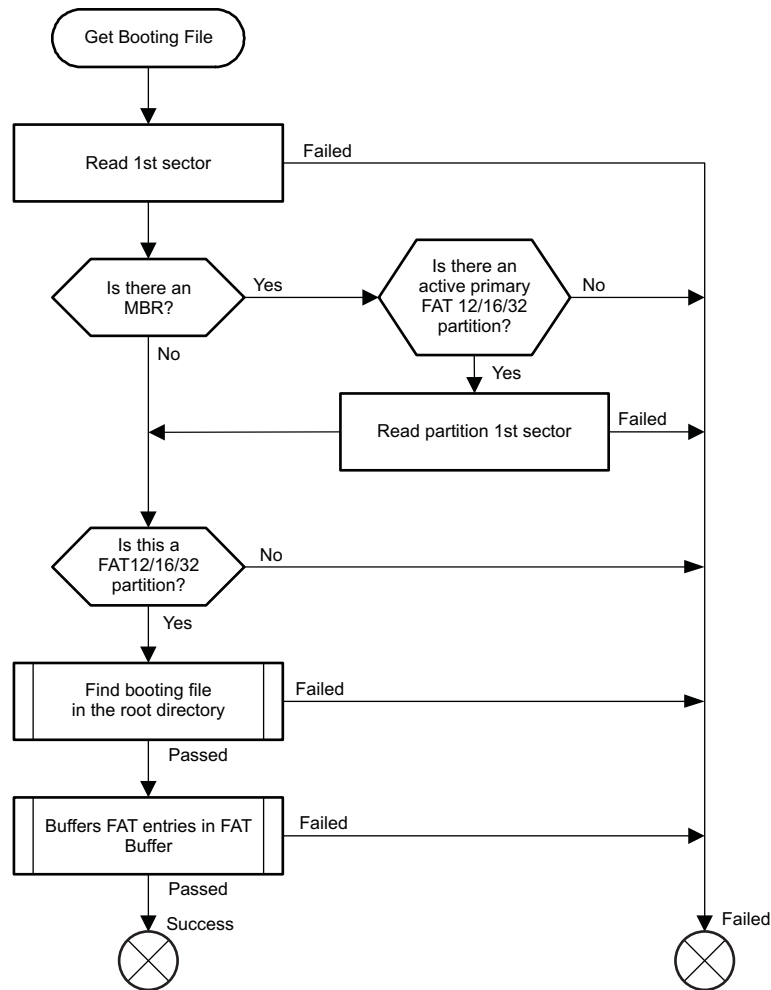 Get Booting File
Read 1st sector
Failed
Is there an
MBR?
Yes
Is there an
active primary
FAT 12/16/32
partition?
No
No
Yes
Read partition 1st sector
Failed
Is this a
FAT12/16/32
partition?
No
Yes
Find booting file
in the root directory
Failed
Passed
Buffers FAT entries in FAT
Buffer
Failed
Passed
Success
Failed